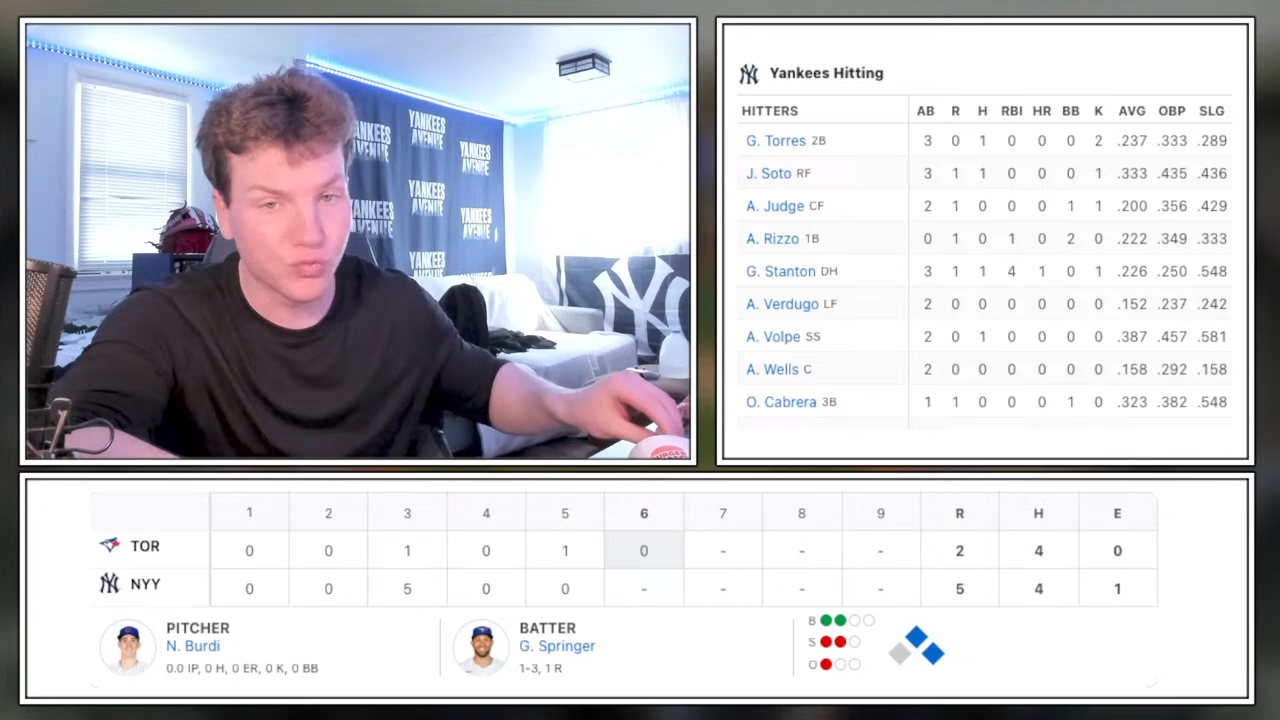 YANKEES AVENUE
YANKEES AVENUE
YANKEES AVENUE
YANKEES AVENUE
YANKEES AVENUE
YANKEES AVENUE
YANKEES AVENUE
NY
Yankees Hitting
HITTERS AB H RBI HR BB K AVG OBP SLG
G. Torres 2B 3 0 1 0 0 0 2 .237 .333 .289
J. Soto RF 3 1 1 0 0 0 1 .333 .435 .436
A. Judge CF 2 1 0 0 0 1 1 .200 .356 .429
A. Rizzo 1B 0 1 0 1 0 2 0 .222 .349 .333
G. Stanton DH 3 1 1 4 1 0 1 .226 .250 .548
A. Verdugo LF 2 0 0 0 0 0 0 .152 .237 .242
A. Volpe SS 2 0 1 0 0 0 0 .387 .457 .581
A. Wells C 2 0 0 0 0 0 0 .158 .292 .158
O. Cabrera 3B 1 1 0 0 0 1 0 .323 .382 .548
1 2 3 4 5 6 7 8 9 R H E
TOR 0 0 1 0 1 0 - - - 2 4 0
NYY 0 0 5 0 0 - - - - 5 4 1
PITCHER
N. Burdi
0.0 IP, 0 H, 0 ER, 0 K, 0 BB
BATTER
G. Springer
1-3, 1 R
B
S
O